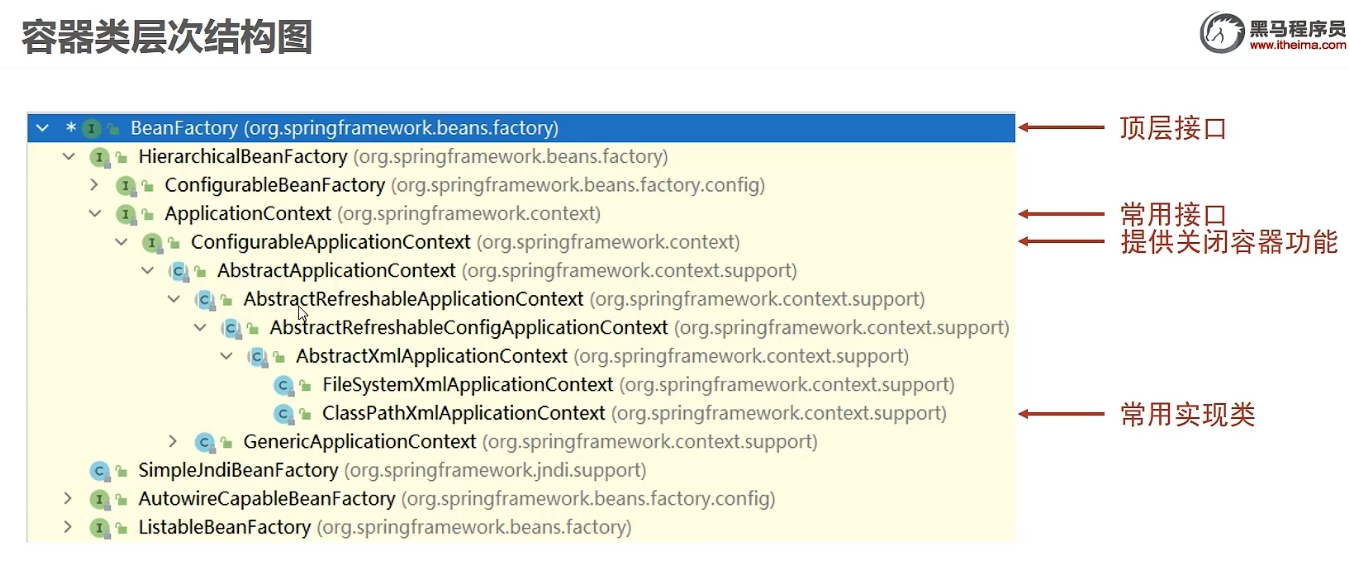 容器类层次结构图
黑马程序员
www.itheima.com
BeanFactory (org.springframework.beans.factory)
顶层接口
HierarchicalBeanFactory (org.springframework.beans.factory)
ConfigurableBeanFactory (org.springframework.beans.factory.config)
ApplicationContext (org.springframework.context)
常用接口
ConfigurableApplicationContext (org.springframework.context)
提供关闭容器功能
AbstractApplicationContext (org.springframework.context.support)
AbstractRefreshableApplicationContext (org.springframework.context.support)
AbstractRefreshableConfigApplicationContext (org.springframework.context.support)
AbstractXmlApplicationContext (org.springframework.context.support)
FileSystemXmlApplicationContext (org.springframework.context.support)
ClassPathXmlApplicationContext (org.springframework.context.support)
常用实现类
GenericApplicationContext (org.springframework.context.support)
SimpleJndiBeanFactory (org.springframework.jndi.support)
AutowireCapableBeanFactory (org.springframework.beans.factory.config)
ListableBeanFactory (org.springframework.beans.factory)